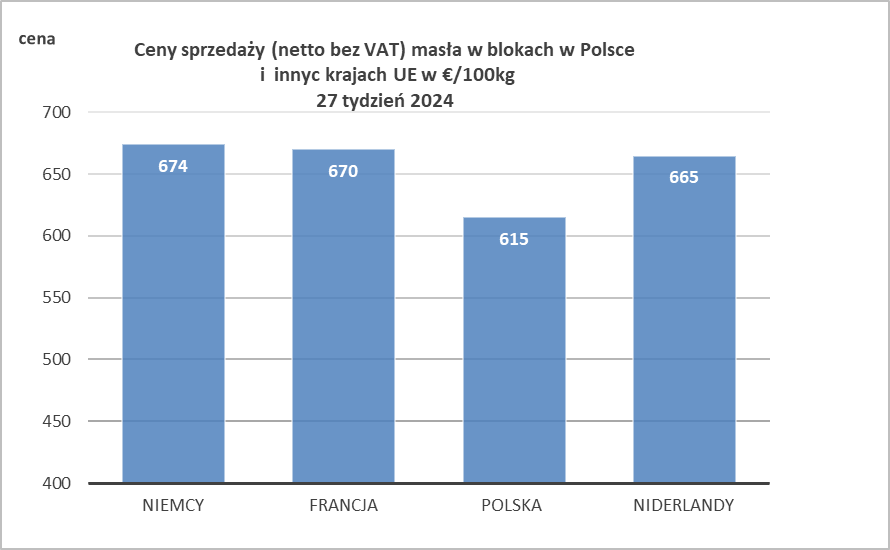 cena
Ceny sprzedaży (netto bez VAT) masła w blokach w Polsce
i innyc krajach UE w €/100kg
27 tydzień 2024
700
650
600
550
500
450
400
674
670
615
665
NIEMCY
FRANCJA
POLSKA
NIDERLANDY